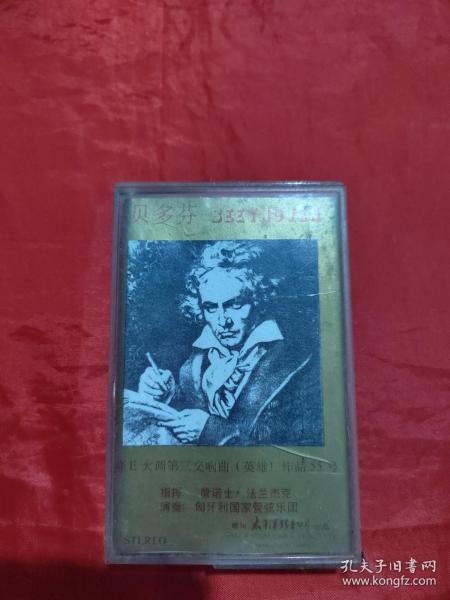 贝多芬 BEETHOVEN
降E大调第三交响曲（英雄）作品55号
指挥：詹诺士·法兰杰克
演奏：匈牙利国家管弦乐团
STEREO
孔夫子旧书网
www.kongfz.com